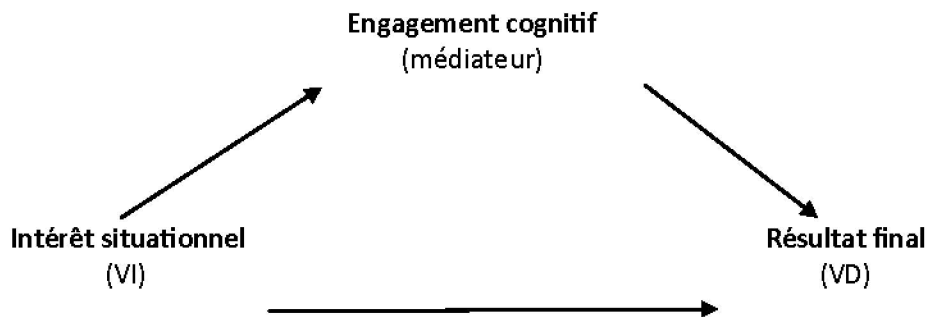 Engagement cognitif
(médiateur)
Intérêt situationnel
(VI)
Résultat final
(VD)